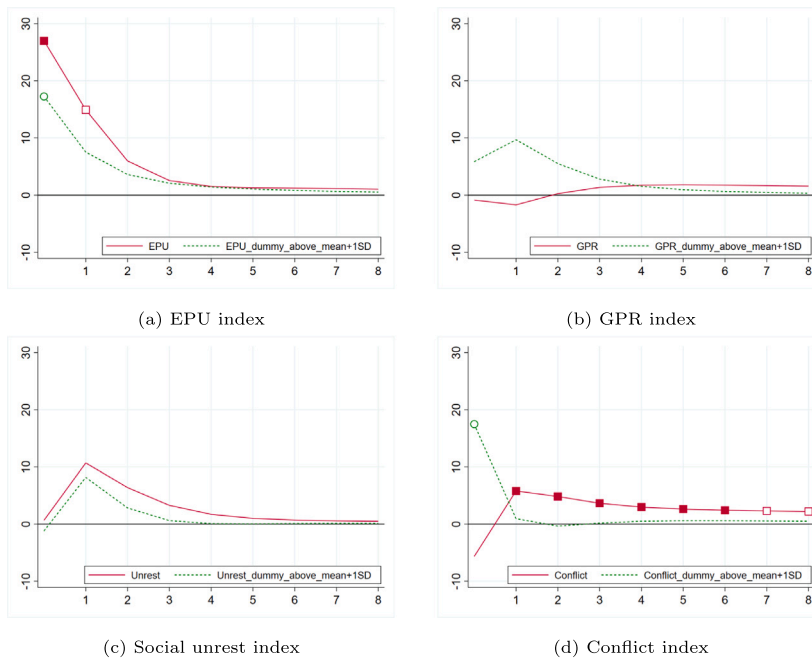 30
20
10
0
-10
EPU EPU_dummy_above_mean+1SD
1 2 3 4 5 6 7 8
(a) EPU index
30
20
10
0
-10
GPR GPR_dummy_above_mean+1SD
1 2 3 4 5 6 7 8
(b) GPR index
30
20
10
0
-10
Unrest Unrest_dummy_above_mean+1SD
1 2 3 4 5 6 7 8
(c) Social unrest index
30
20
10
0
-10
Conflict Conflict_dummy_above_mean+1SD
1 2 3 4 5 6 7 8
(d) Conflict index